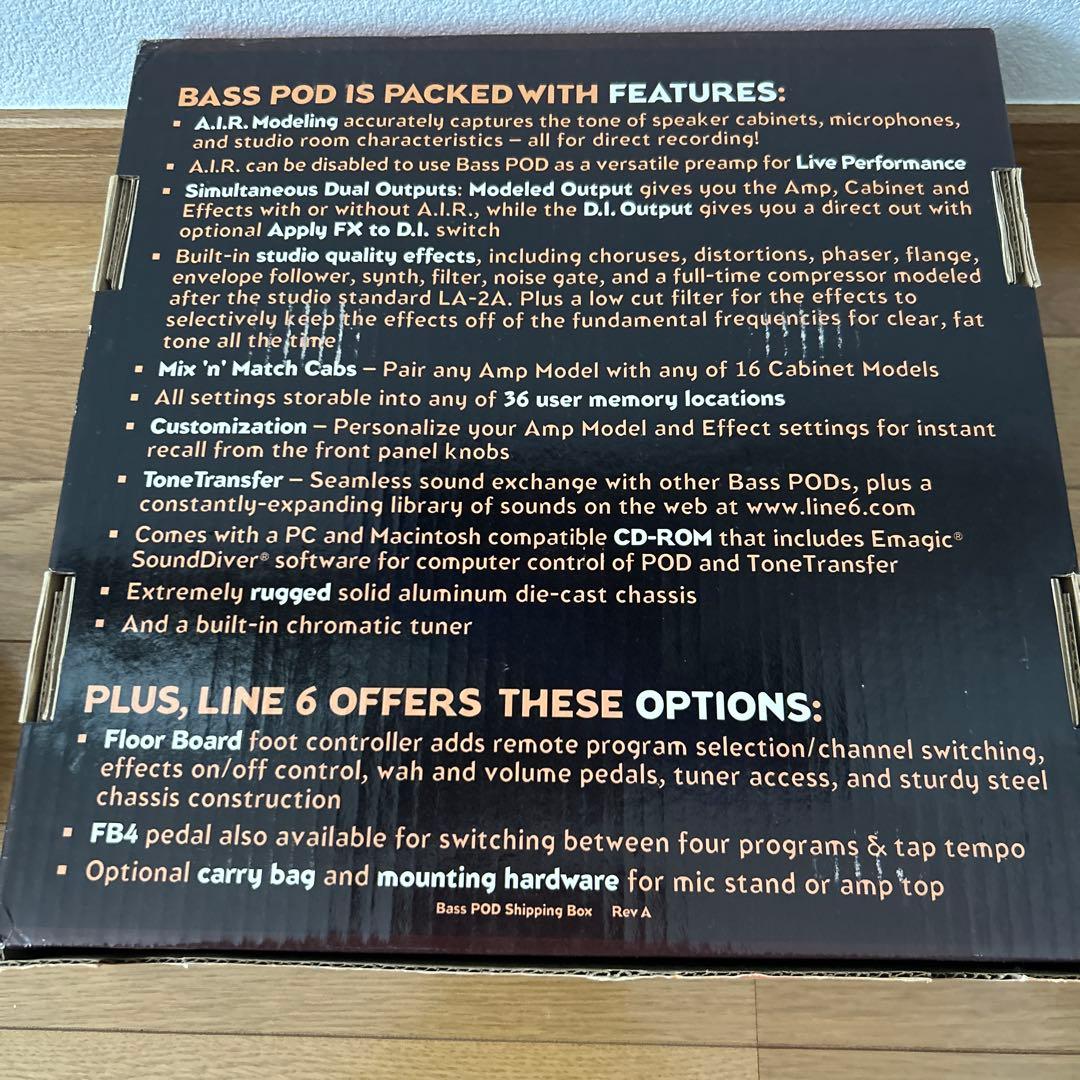 BASS POD IS PACKED WITH FEATURES:
▪ A.I.R. Modeling accurately captures the tone of speaker cabinets, microphones,
and studio room characteristics – all for direct recording!
▪ A.I.R. can be disabled to use Bass POD as a versatile preamp for Live Performance
▪ Simultaneous Dual Outputs: Modeled Output gives you the Amp, Cabinet and
Effects with or without A.I.R., while the D.I. Output gives you a direct out with
optional Apply FX to D.I. switch
▪ Built-in studio quality effects, including choruses, distortions, phaser, flange,
envelope follower, synth, filter, noise gate, and a full-time compressor modeled
after the studio standard LA-2A. Plus a low cut filter for the effects to
selectively keep the effects off of the fundamental frequencies for clear, fat
tone all the time
▪ Mix 'n' Match Cabs – Pair any Amp Model with any of 16 Cabinet Models
▪ All settings storable into any of 36 user memory locations
▪ Customization – Personalize your Amp Model and Effect settings for instant
recall from the front panel knobs
▪ ToneTransfer – Seamless sound exchange with other Bass PODs, plus a
constantly-expanding library of sounds on the web at www.line6.com
▪ Comes with a PC and Macintosh compatible CD-ROM that includes Emagic®
SoundDiver® software for computer control of POD and ToneTransfer
▪ Extremely rugged solid aluminum die-cast chassis
▪ And a built-in chromatic tuner
PLUS, LINE 6 OFFERS THESE OPTIONS:
▪ Floor Board foot controller adds remote program selection/channel switching,
effects on/off control, wah and volume pedals, tuner access, and sturdy steel
chassis construction
▪ FB4 pedal also available for switching between four programs & tap tempo
▪ Optional carry bag and mounting hardware for mic stand or amp top
Bass POD Shipping Box Rev A